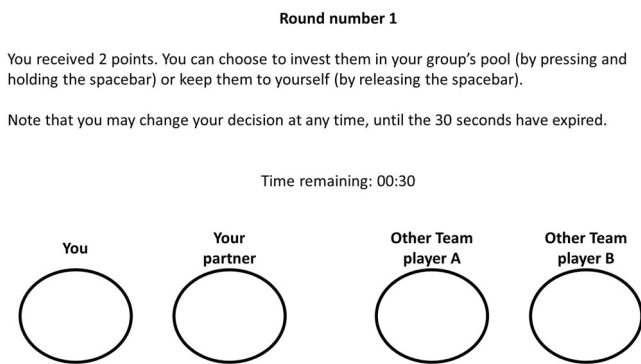 Round number 1
You received 2 points. You can choose to invest them in your group’s pool (by pressing and
holding the spacebar) or keep them to yourself (by releasing the spacebar).
Note that you may change your decision at any time, until the 30 seconds have expired.
Time remaining: 00:30
You
Your
partner
Other Team
player A
Other Team
player B